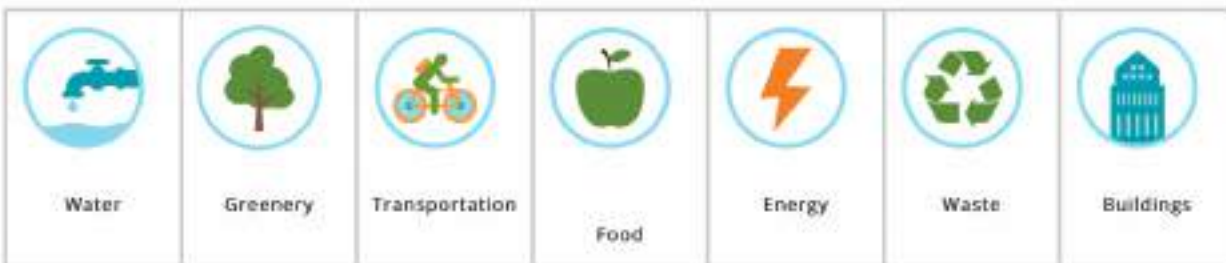 Water
Greenery
Transportation
Food
Energy
Waste
Buildings